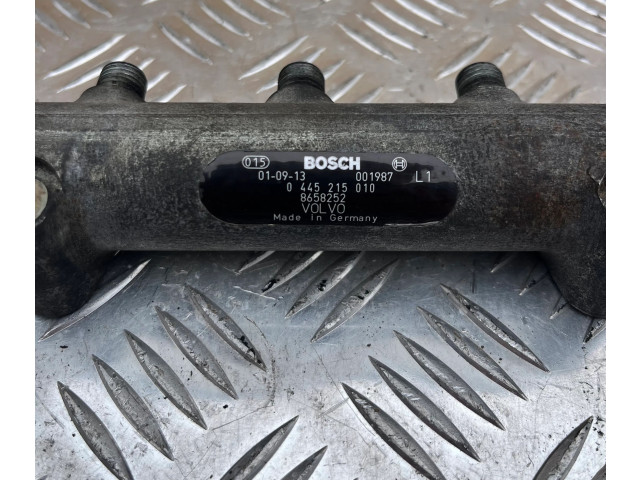 015 BOSCH
01-09-13 001987 L1
0 445 215 010
8658252
VOLVO
Made in Germany